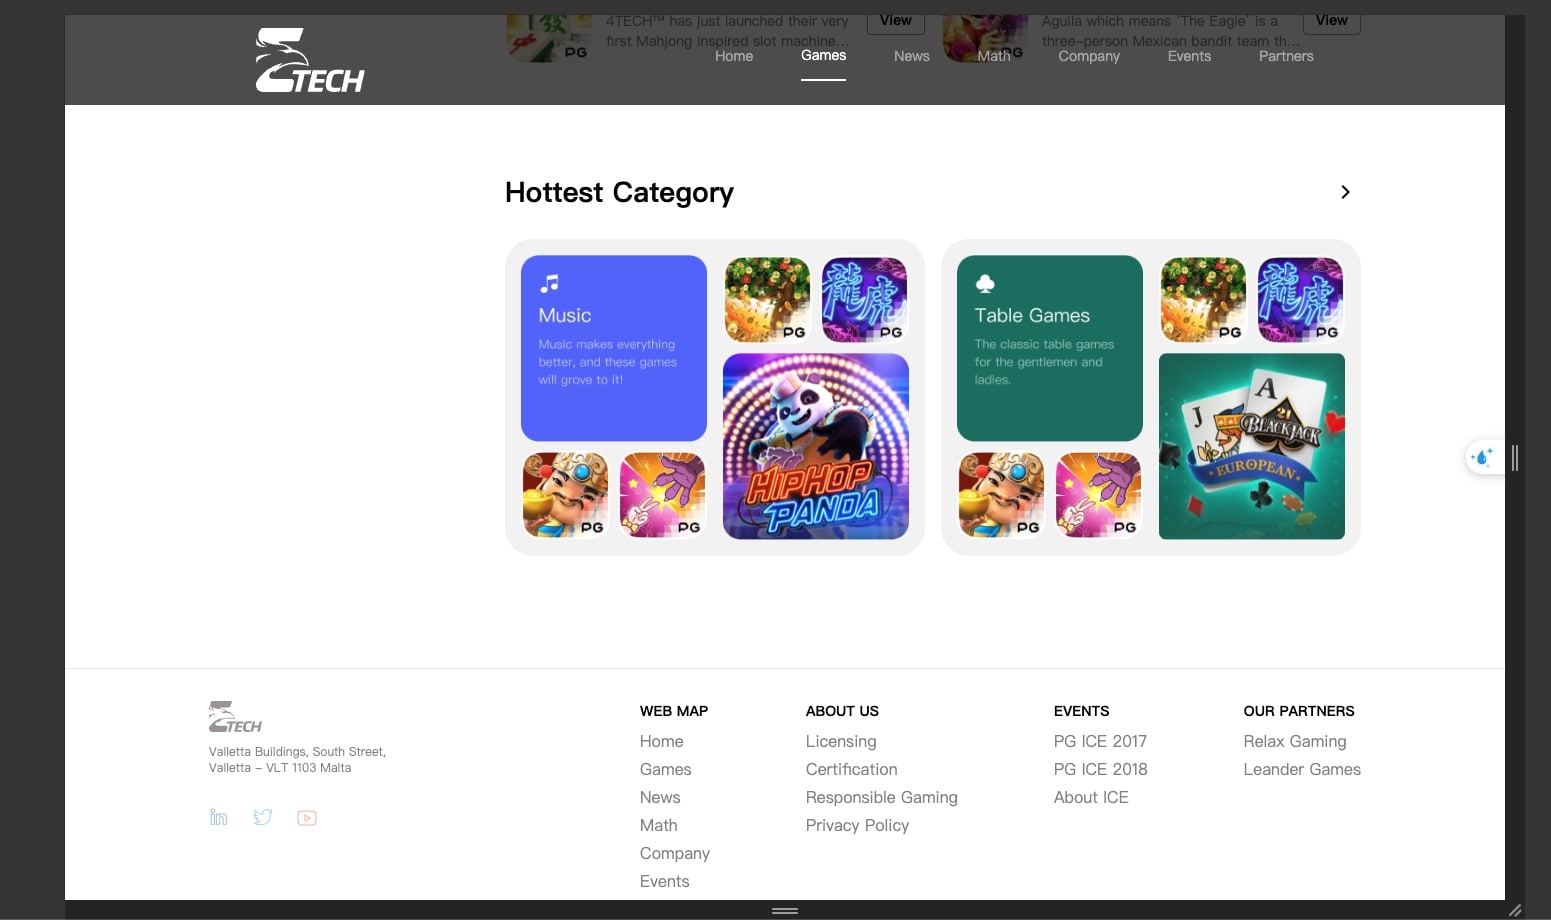 4TECH™ has just launched their very
first Mahjong inspired slot machine...
View
Aguila which means 'The Eagle' is a
three-person Mexican bandit team th...
View
PG
PG
TECH
Home
Games
News
Math
Company
Events
Partners
Hottest Category
Music
Music makes everything
better, and these games
will grove to it!
PG
龍虎
PG
PG
PG
HIPHOP
PANDA
Table Games
The classic table games
for the gentlemen and
ladies.
PG
龍虎
PG
PG
PG
J
A
21
BLACKJACK
EUROPEAN
TECH
Valletta Buildings, South Street,
Valletta - VLT 1103 Malta
in
WEB MAP
Home
Games
News
Math
Company
Events
ABOUT US
Licensing
Certification
Responsible Gaming
Privacy Policy
EVENTS
PG ICE 2017
PG ICE 2018
About ICE
OUR PARTNERS
Relax Gaming
Leander Games